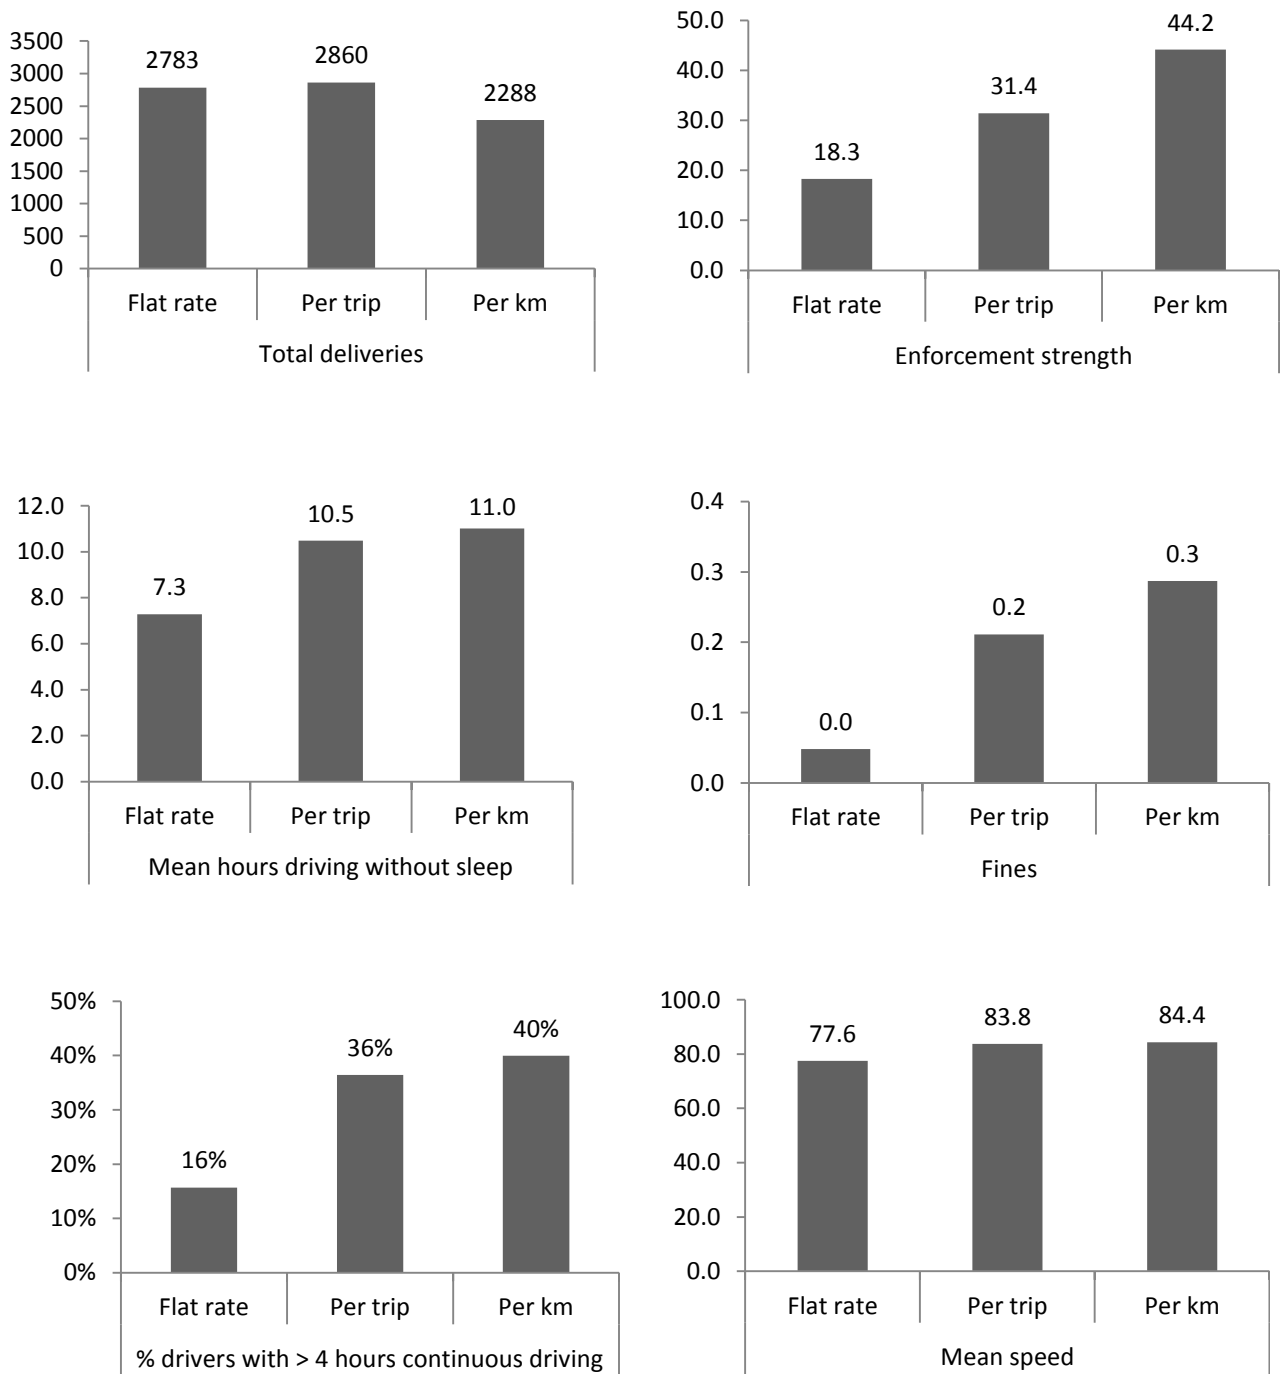 3500
3000
2500
2000
1500
1000
500
0
2783
2860
2288
Flat rate
Per trip
Per km
Total deliveries
50.0
40.0
30.0
20.0
10.0
0.0
18.3
31.4
44.2
Flat rate
Per trip
Per km
Enforcement strength
12.0
10.0
8.0
6.0
4.0
2.0
0.0
7.3
10.5
11.0
Flat rate
Per trip
Per km
Mean hours driving without sleep
0.4
0.3
0.2
0.1
0.0
0.0
0.2
0.3
Flat rate
Per trip
Per km
Fines
50%
40%
30%
20%
10%
0%
16%
36%
40%
Flat rate
Per trip
Per km
% drivers with > 4 hours continuous driving
100.0
80.0
60.0
40.0
20.0
0.0
77.6
83.8
84.4
Flat rate
Per trip
Per km
Mean speed